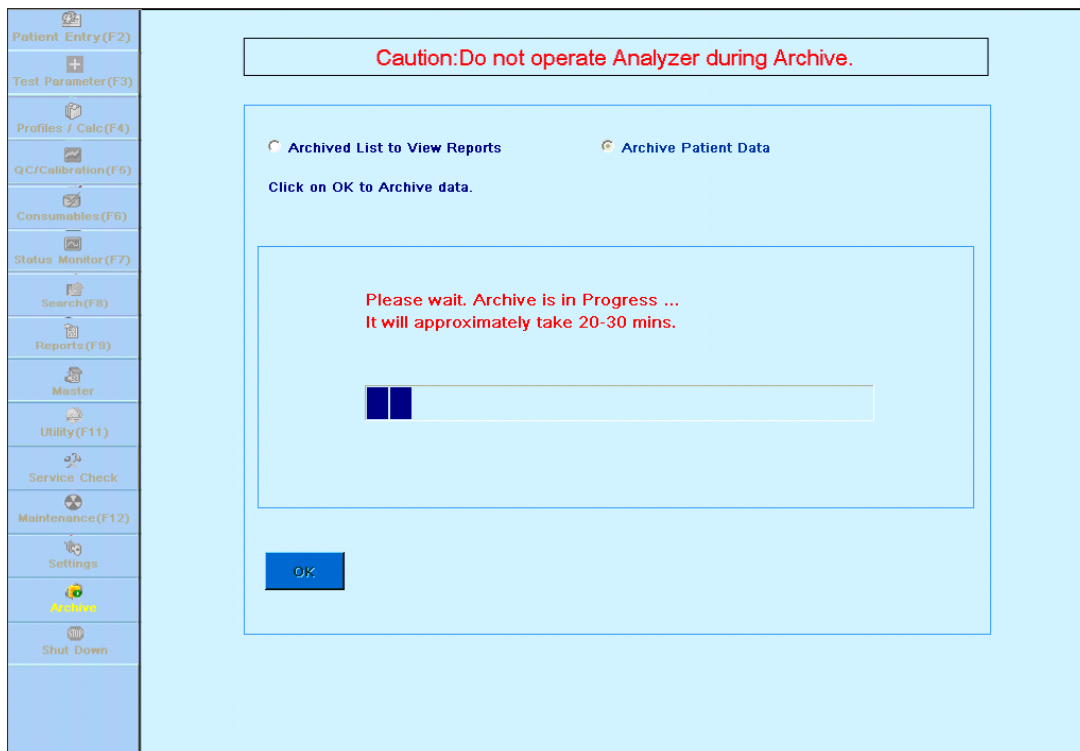 Patient Entry(F2)
Test Parameter(F3)
Profiles / Calc(F4)
QC/Calibration(F5)
Consumables(F6)
Status Monitor(F7)
Search(F8)
Reports(F9)
Master
Utility(F11)
Service Check
Maintenance(F12)
Settings
Archive
STOP
Shut Down
Caution:Do not operate Analyzer during Archive.
Archived List to View Reports
Archive Patient Data
Click on OK to Archive data.
Please wait. Archive is in Progress ...
It will approximately take 20-30 mins.
OK